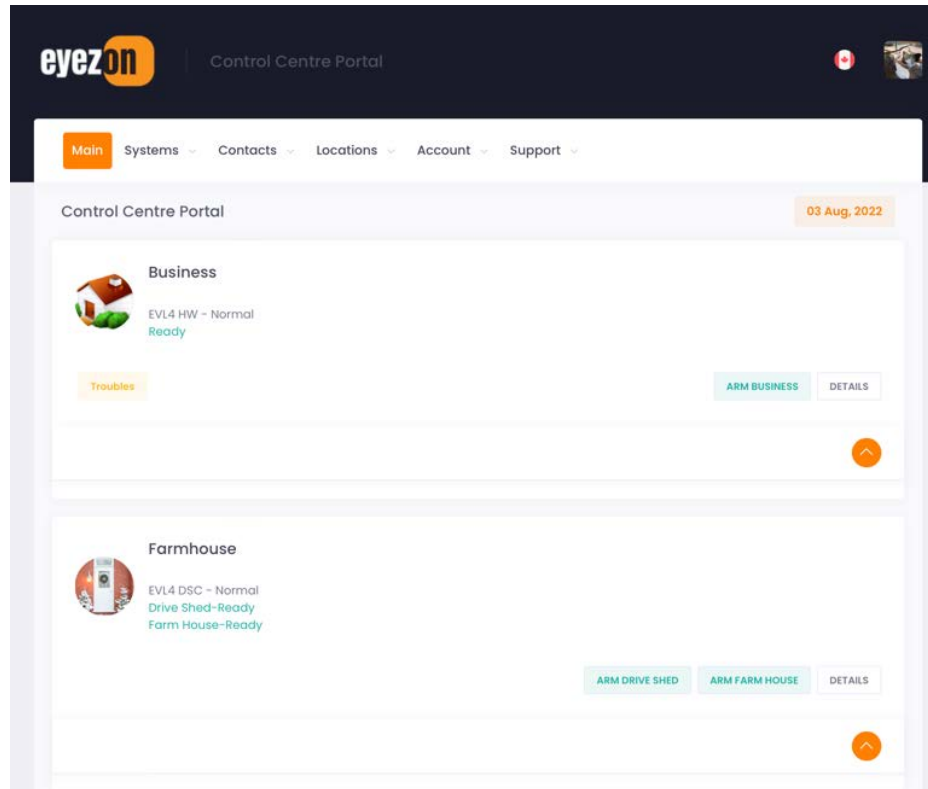 eyezon
Control Centre Portal
Main Systems Contacts Locations Account Support
Control Centre Portal
03 Aug, 2022
Business
EVL4 HW - Normal
Ready
Troubles
ARM BUSINESS
DETAILS
Farmhouse
EVL4 DSC - Normal
Drive Shed-Ready
Farm House-Ready
ARM DRIVE SHED
ARM FARM HOUSE
DETAILS